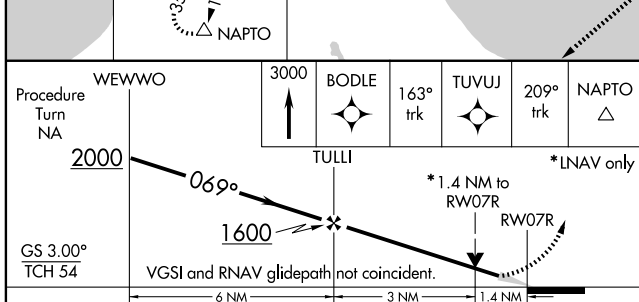 NAPTO
WEWWO
Procedure
Turn
NA
3000
BODLE
163°
trk
TUVUJ
209°
trk
NAPTO
TULLI
*LNAV only
2000
069°
*1.4 NM to
RW07R
RW07R
1600
GS 3.00°
TCH 54
VGSI and RNAV glidepath not coincident.
6 NM
3 NM
1.4 NM